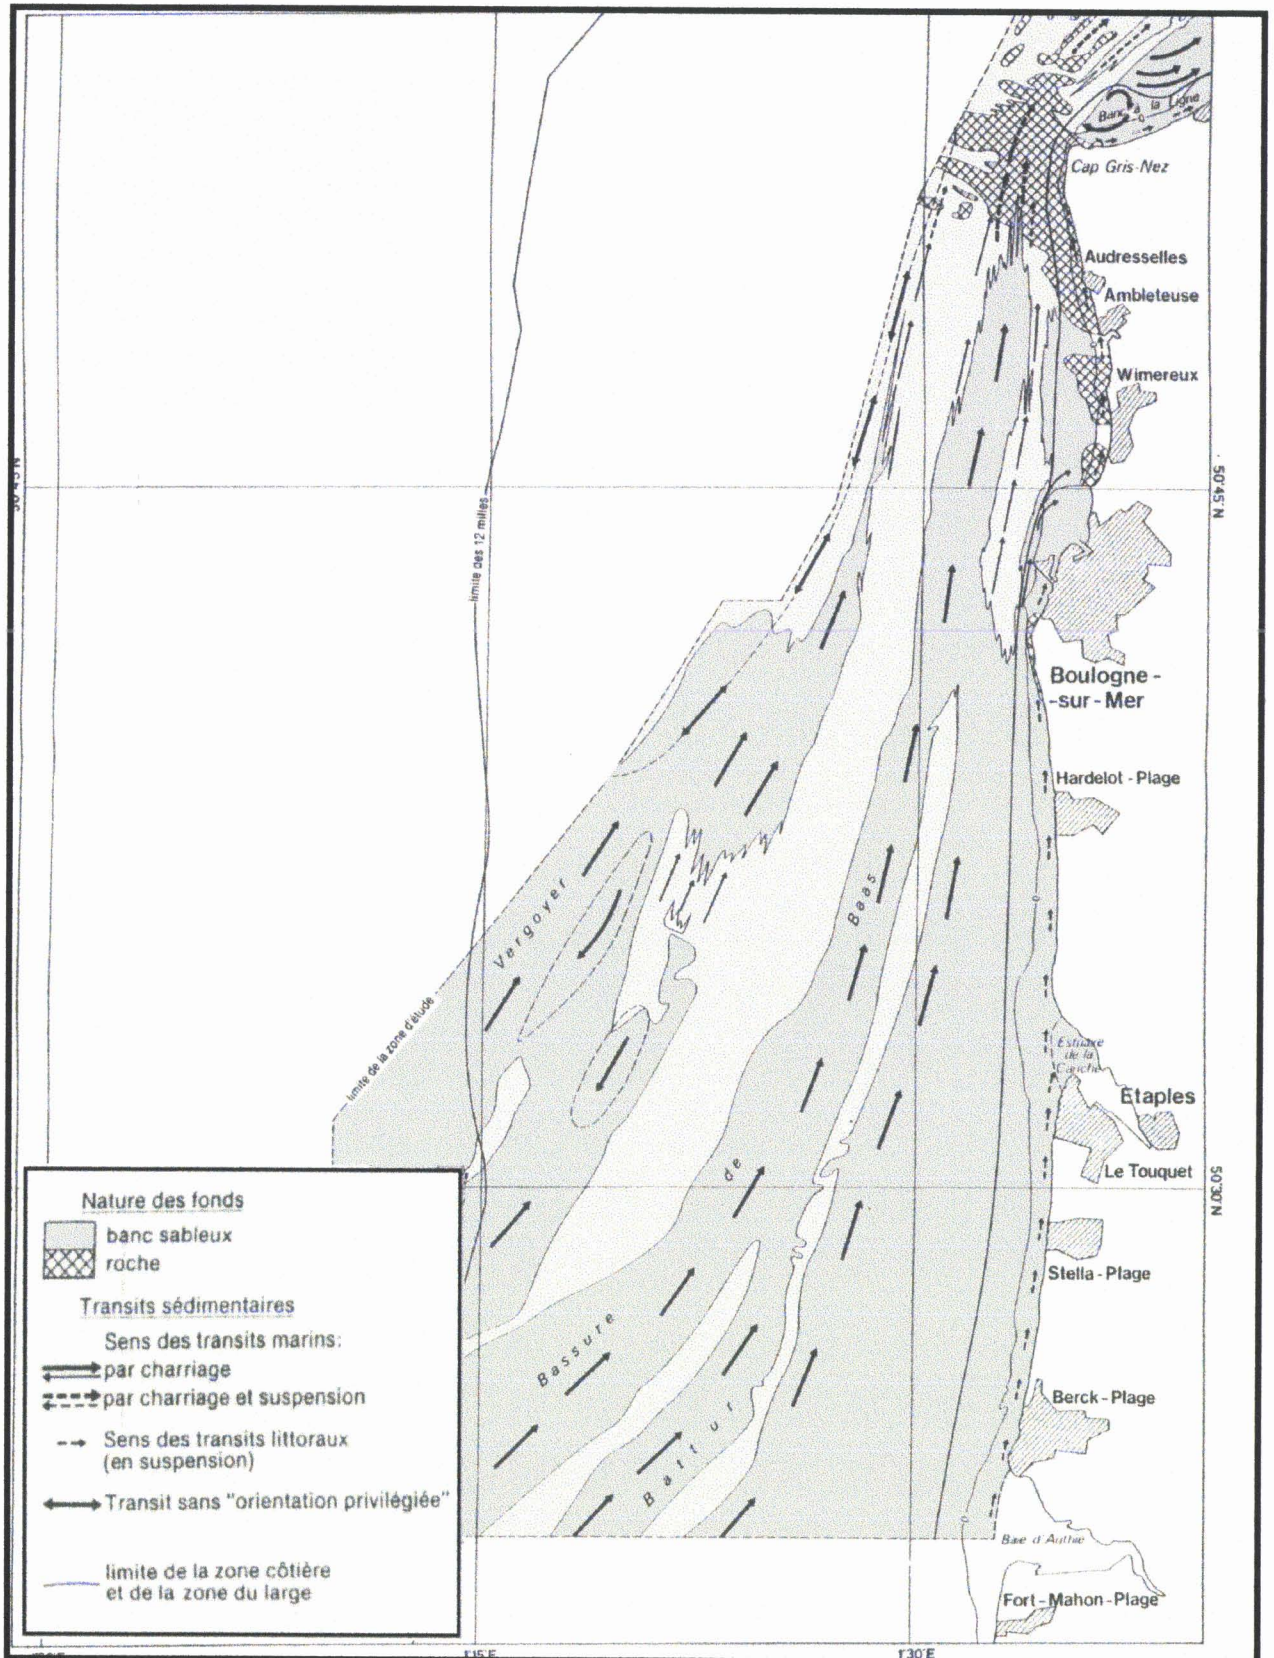 Banc à la Ligne
Cap Gris-Nez
Audresselles
Ambleteuse
Wimereux
50°45'N
limite des 12 milles
Boulogne-
-sur-Mer
Hardelot-Plage
Vergoyer
Baas
limite de la zone d'étude
Estuaire
de la
Canche
Etaples
de
Le Touquet
50°30'N
Stella-Plage
Bassure
Berck-Plage
Battur
Baie d'Authie
Fort-Mahon-Plage
1°15'E
1°30'E
Nature des fonds
banc sableux
roche
Transits sédimentaires
Sens des transits marins:
par charriage
par charriage et suspension
Sens des transits littoraux
(en suspension)
Transit sans "orientation privilégiée"
limite de la zone côtière
et de la zone du large